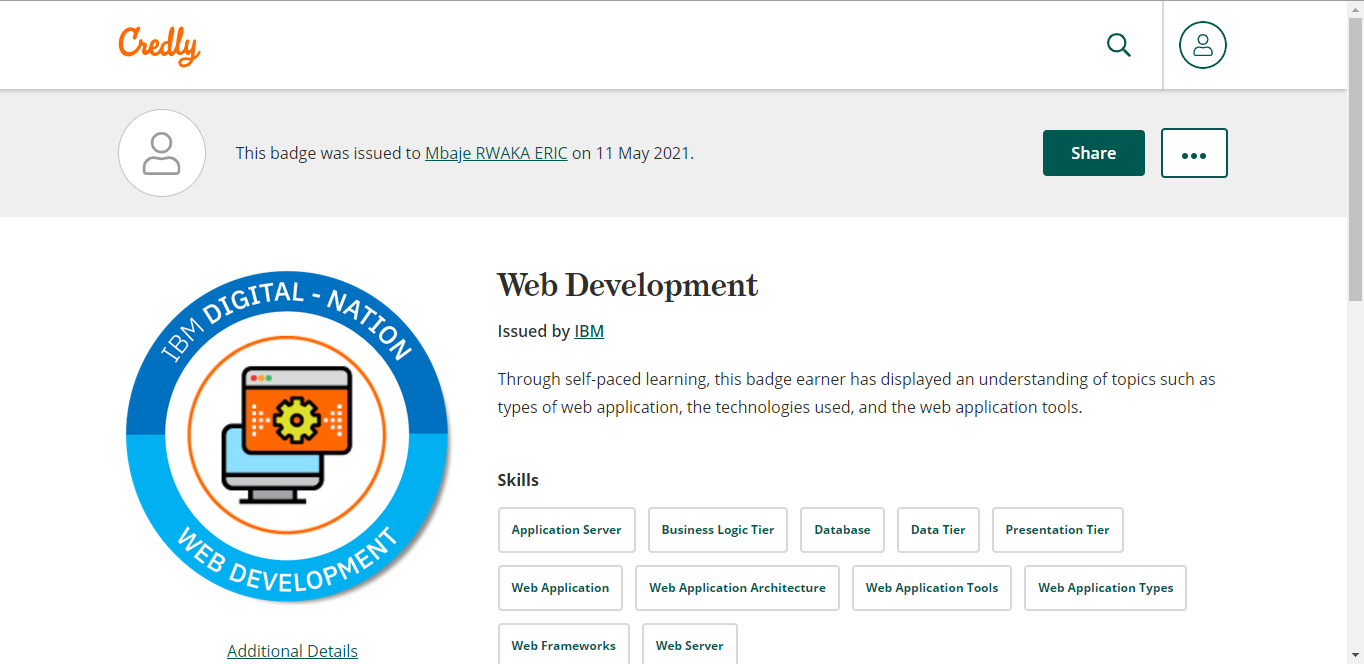 Credly
This badge was issued to Mbaje RWAKA ERIC on 11 May 2021.
Share
IBM DIGITAL - NATION
WEB DEVELOPMENT
Additional Details
Web Development
Issued by IBM
Through self-paced learning, this badge earner has displayed an understanding of topics such as
types of web application, the technologies used, and the web application tools.
Skills
Application Server Business Logic Tier Database Data Tier Presentation Tier
Web Application Web Application Architecture Web Application Tools Web Application Types
Web Frameworks Web Server